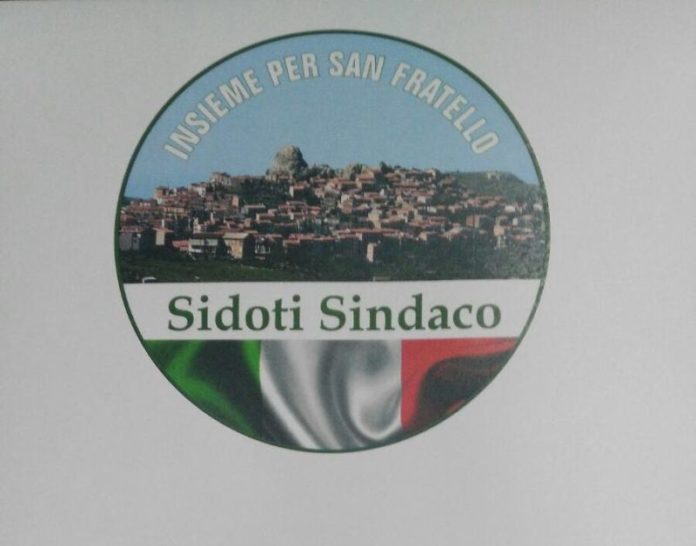 INSIEME PER SAN FRATELLO
Sidoti Sindaco